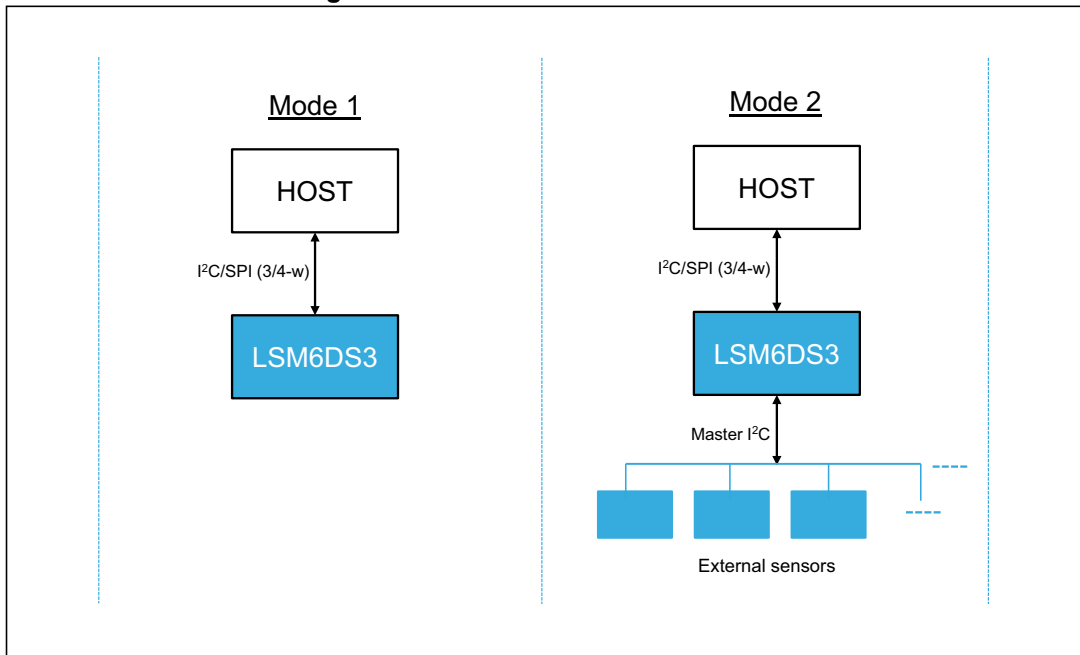 Mode 1
HOST
I²C/SPI (3/4-w)
LSM6DS3
Mode 2
HOST
I²C/SPI (3/4-w)
LSM6DS3
Master I²C
External sensors